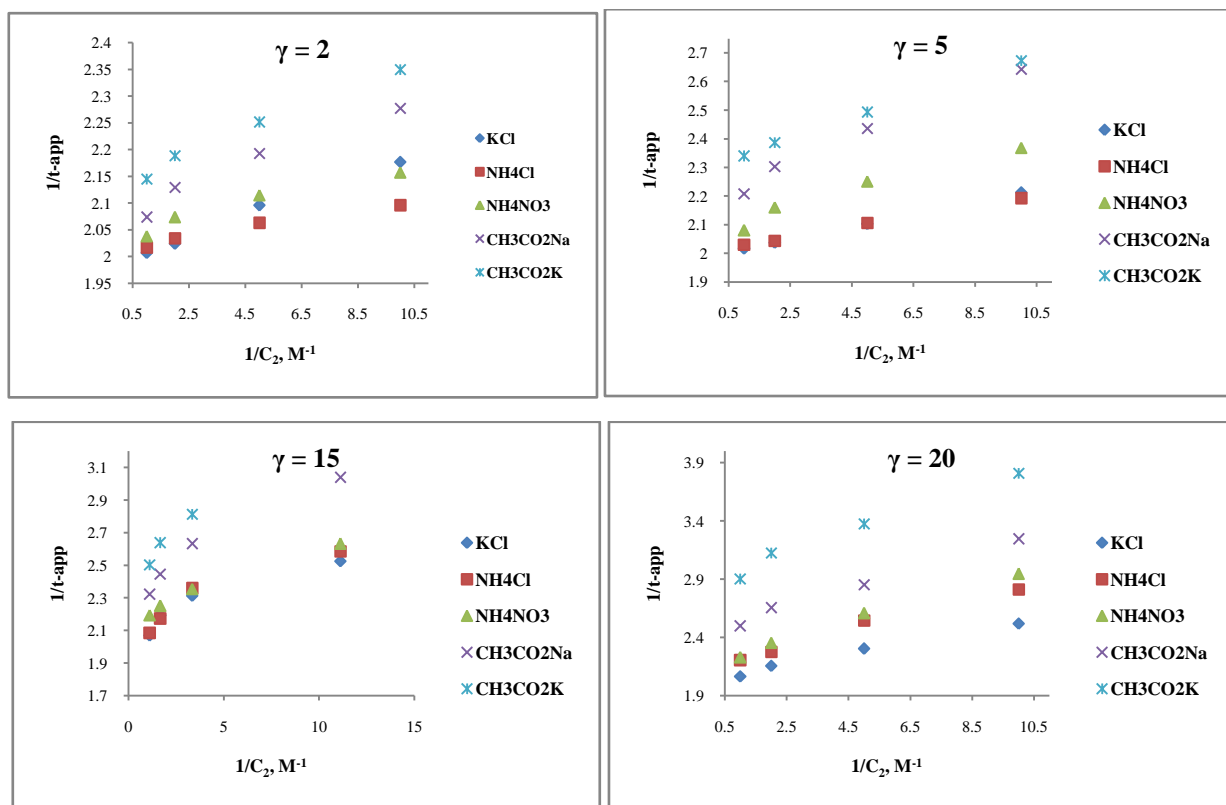 γ = 2
2.4
2.35
2.3
2.25
2.2
2.15
2.1
2.05
2
1.95
1/t-app
0.5 2.5 4.5 6.5 8.5 10.5
1/C₂, M⁻¹
KCl
NH4Cl
NH4NO3
CH3CO2Na
CH3CO2K
γ = 5
2.7
2.6
2.5
2.4
2.3
2.2
2.1
2
1.9
1/t-app
0.5 2.5 4.5 6.5 8.5 10.5
1/C₂, M⁻¹
KCl
NH4Cl
NH4NO3
CH3CO2Na
CH3CO2K
γ = 15
3.1
2.9
2.7
2.5
2.3
2.1
1.9
1.7
1/t-app
0 5 10 15
1/C₂, M⁻¹
KCl
NH4Cl
NH4NO3
CH3CO2Na
CH3CO2K
γ = 20
3.9
3.4
2.9
2.4
1.9
1/t-app
0.5 2.5 4.5 6.5 8.5 10.5
1/C₂, M⁻¹
KCl
NH4Cl
NH4NO3
CH3CO2Na
CH3CO2K